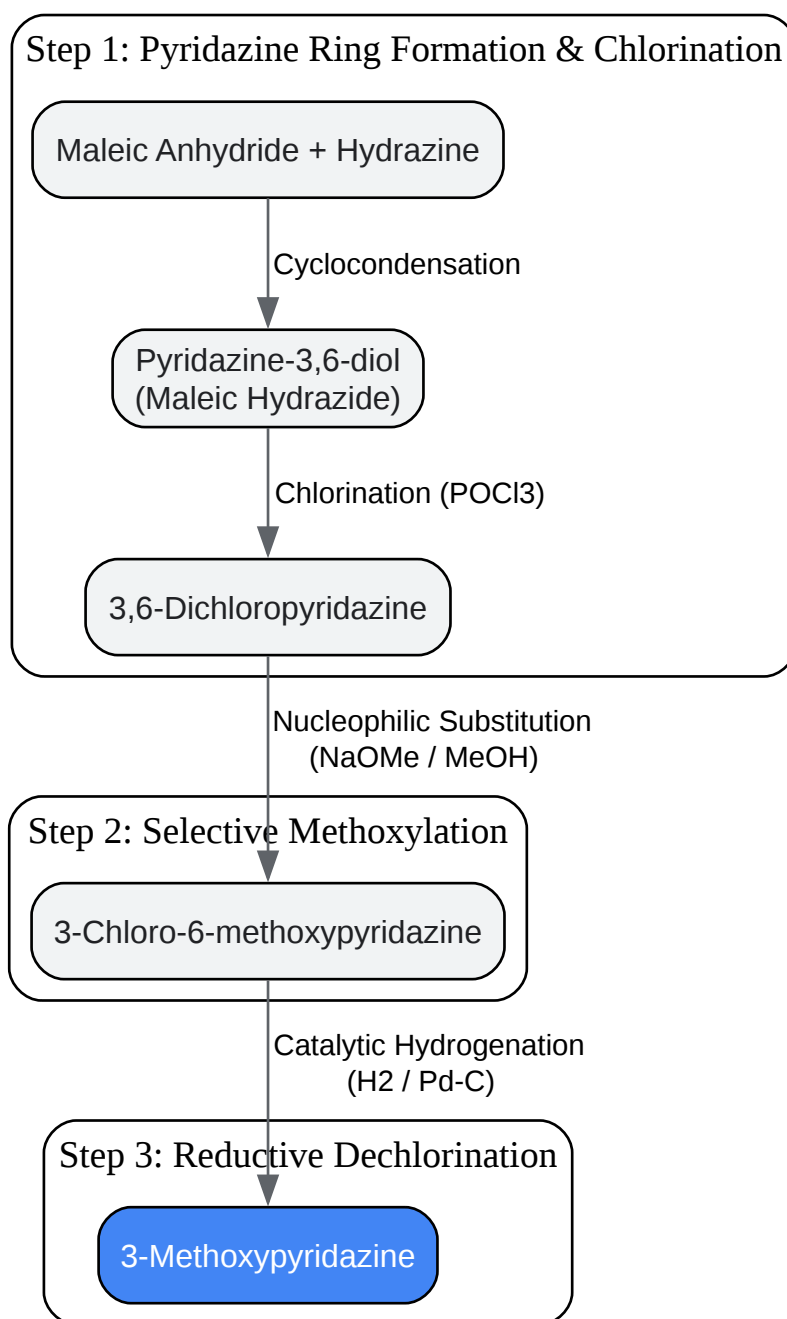 Step 1: Pyridazine Ring Formation & Chlorination
Maleic Anhydride + Hydrazine
Cyclocondensation
Pyridazine-3,6-diol
(Maleic Hydrazide)
Chlorination (POCl3)
3,6-Dichloropyridazine
Nucleophilic Substitution
(NaOMe / MeOH)
Step 2: Selective Methoxylation
3-Chloro-6-methoxypyridazine
Catalytic Hydrogenation
(H2 / Pd-C)
Step 3: Reductive Dechlorination
3-Methoxypyridazine